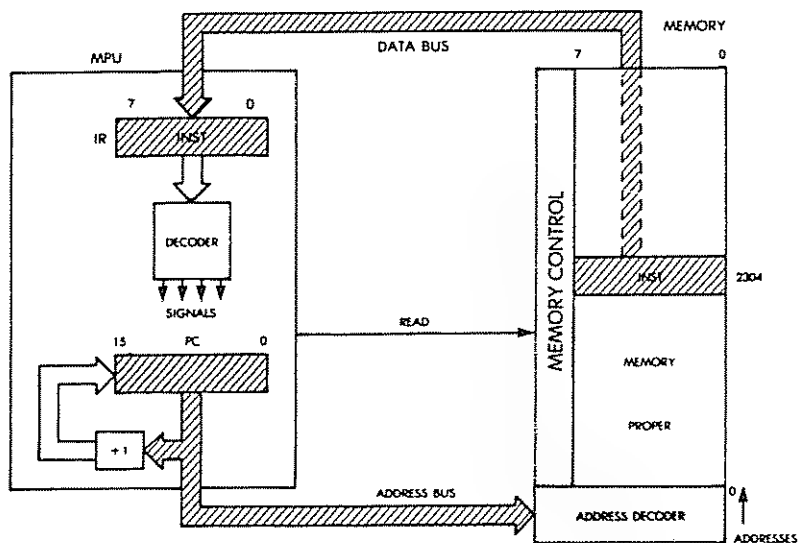 MEMORY
DATA BUS
MPU
7 0
7 0
IR INST
DECODER
SIGNALS
MEMORY CONTROL
INST 2304
READ
15 PC 0
MEMORY
PROPER
+1
ADDRESS BUS
0
ADDRESS DECODER
ADDRESSES